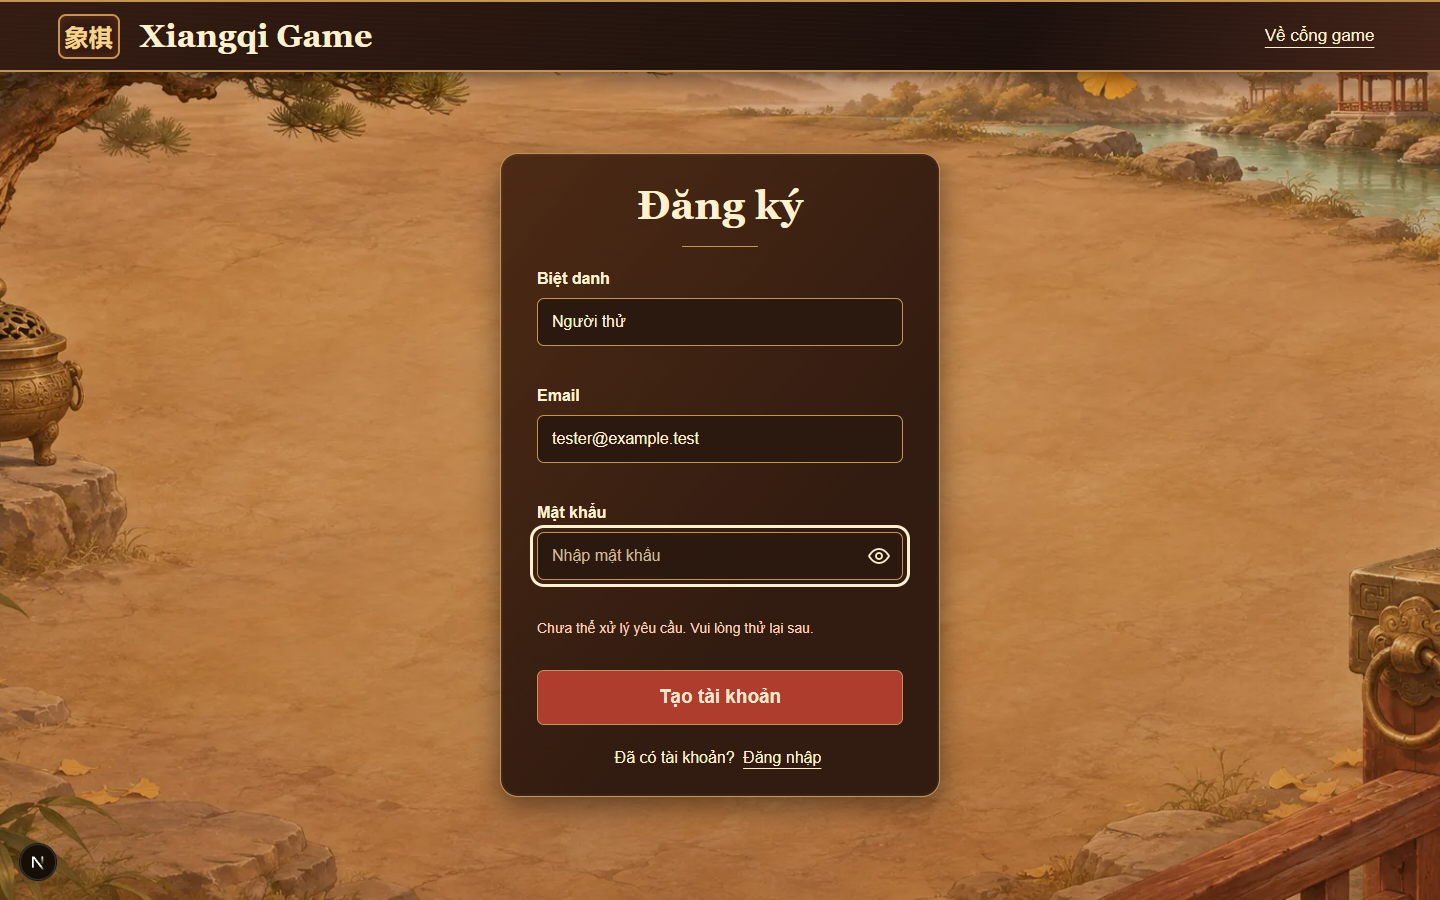 象棋 Xiangqi Game
Về cổng game
Đăng ký
Biệt danh
Người thử
Email
tester@example.test
Mật khẩu
Nhập mật khẩu
Chưa thể xử lý yêu cầu. Vui lòng thử lại sau.
Tạo tài khoản
Đã có tài khoản? Đăng nhập
N